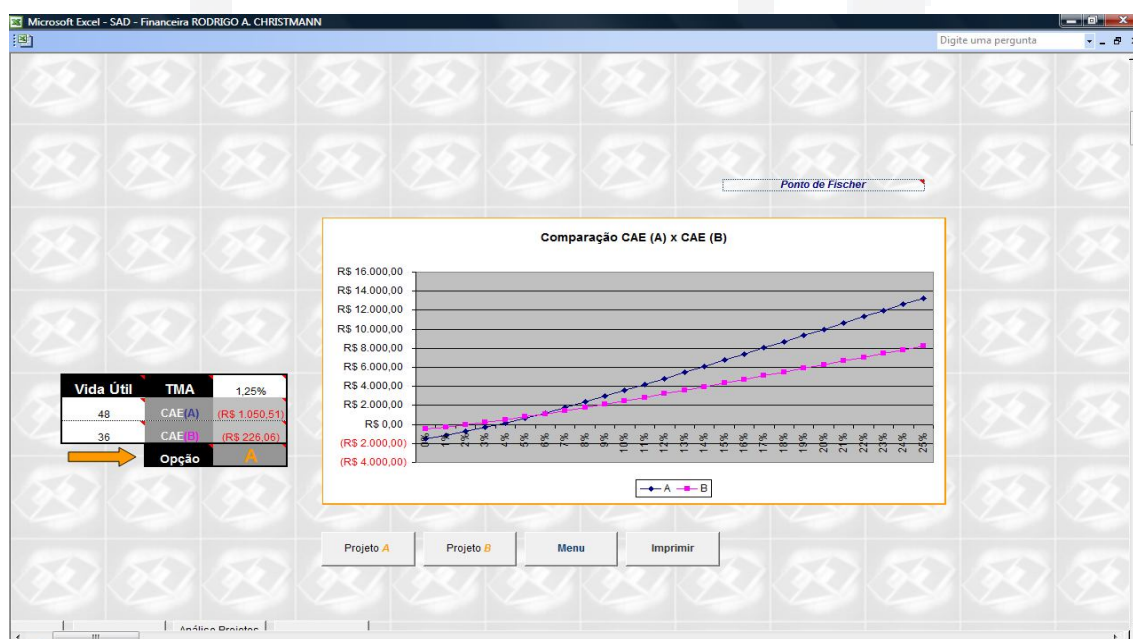 Microsoft Excel - SAD - Financeira RODRIGO A. CHRISTMANN
Digite uma pergunta
Ponto de Fischer
Comparação CAE (A) x CAE (B)
R$ 16.000,00
R$ 14.000,00
R$ 12.000,00
R$ 10.000,00
R$ 8.000,00
R$ 6.000,00
R$ 4.000,00
R$ 2.000,00
R$ 0,00
(R$ 2.000,00)
(R$ 4.000,00)
0% 1% 2% 3% 4% 5% 6% 7% 8% 9% 10% 11% 12% 13% 14% 15% 16% 17% 18% 19% 20% 21% 22% 23% 24% 25%
A B
Vida Útil TMA 1,25%
48 CAE(A) (R$ 1.050,51)
36 CAE(B) (R$ 226,06)
Opção A
Projeto A Projeto B Menu Imprimir
Análise Projetos